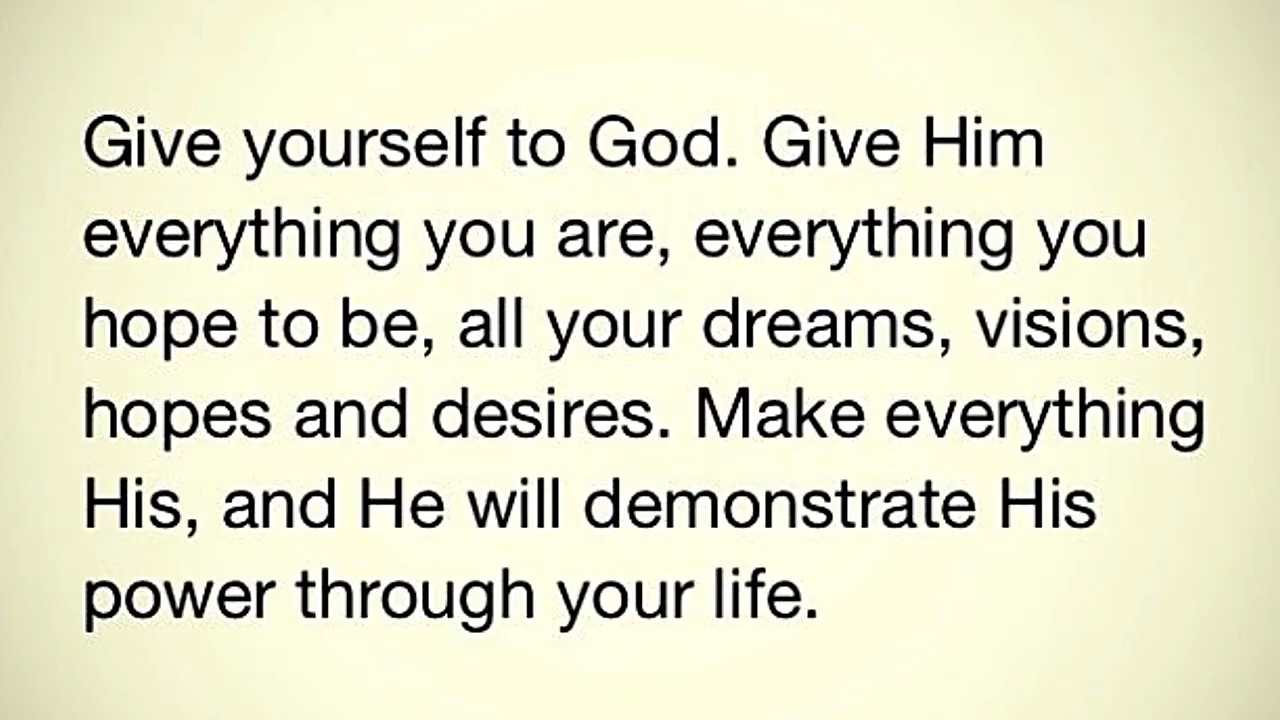 Give yourself to God. Give Him
everything you are, everything you
hope to be, all your dreams, visions,
hopes and desires. Make everything
His, and He will demonstrate His
power through your life.